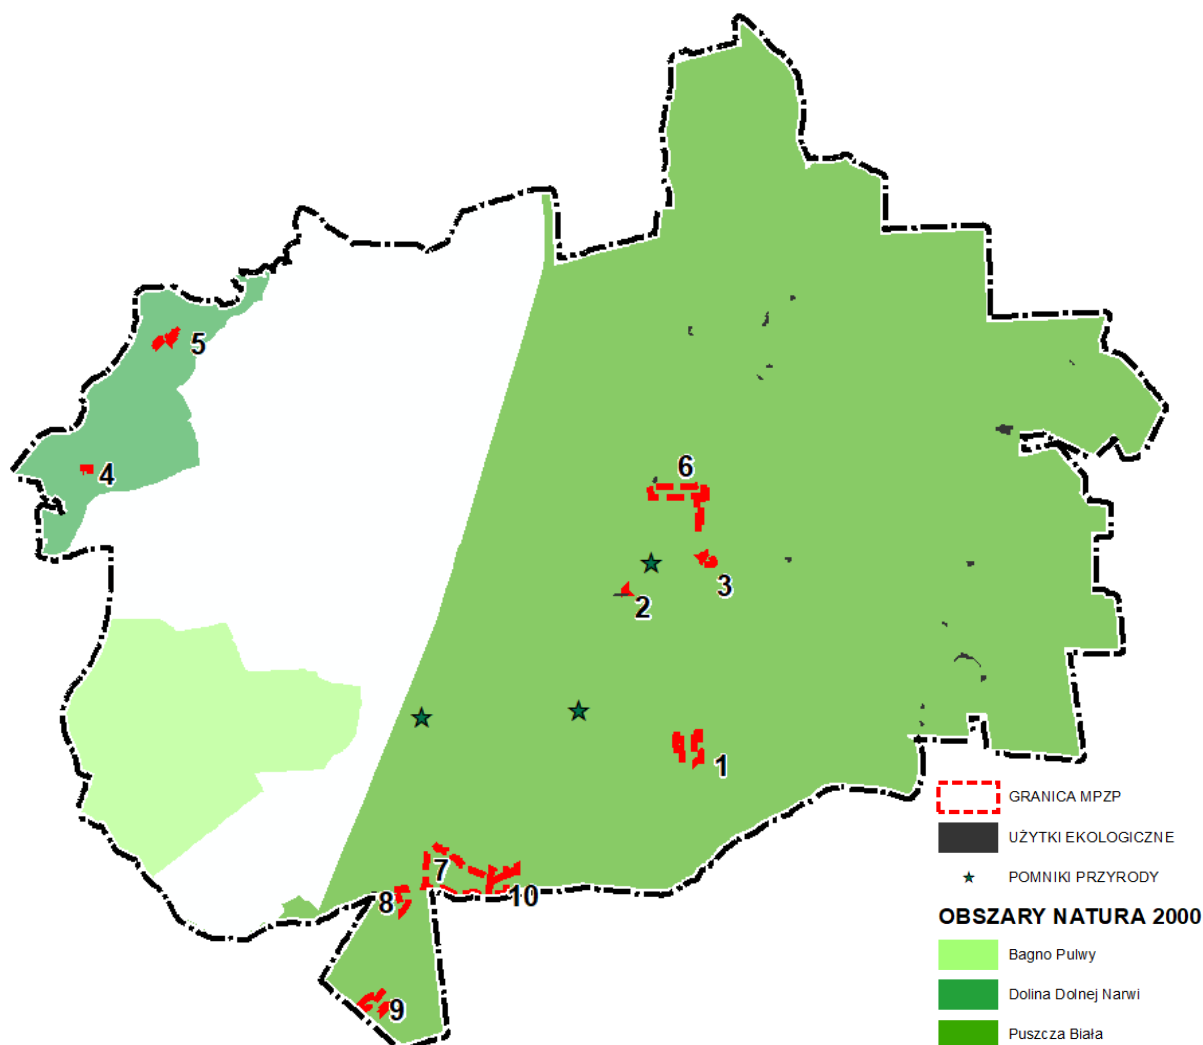 5
4
6
3
2
1
7
8
10
9
GRANICA MPZP
UŻYTKI EKOLOGICZNE
POMNIKI PRZYRODY
OBSZARY NATURA 2000
Bagno Pulwy
Dolina Dolnej Narwi
Puszcza Biała